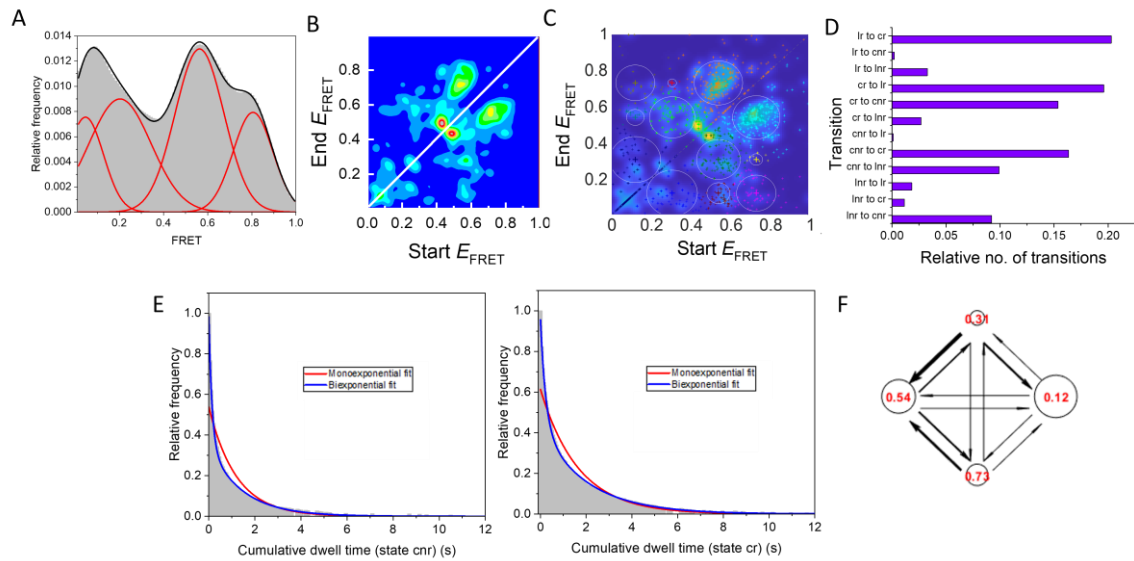 A
0.014
0.012
0.010
0.008
0.006
0.004
0.002
0.000
Relative frequency
0.2
0.4
0.6
0.8
1.0
FRET
B
1.0
0.8
0.6
0.4
0.2
0.0
End E_FRET
0.0
0.2
0.4
0.6
0.8
1.0
Start E_FRET
C
1
0.8
0.6
0.4
0.2
End E_FRET
0.2
0.4
0.6
0.8
1
Start E_FRET
D
Transition
lr to cr
lr to cnr
lr to lnr
cr to lr
cr to cnr
cr to lnr
cnr to lr
cnr to cr
cnr to lnr
lnr to lr
lnr to cr
lnr to cnr
0.00
0.05
0.10
0.15
0.20
Relative no. of transitions
E
1.0
0.8
0.6
0.4
0.2
0.0
Relative frequency
Monoexponential fit
Biexponential fit
0
2
4
6
8
10
12
Cumulative dwell time (state cnr) (s)
1.0
0.8
0.6
0.4
0.2
0.0
Relative frequency
Monoexponential fit
Biexponential fit
0
2
4
6
8
10
12
Cumulative dwell time (state cr) (s)
F
0.31
0.54
0.12
0.73